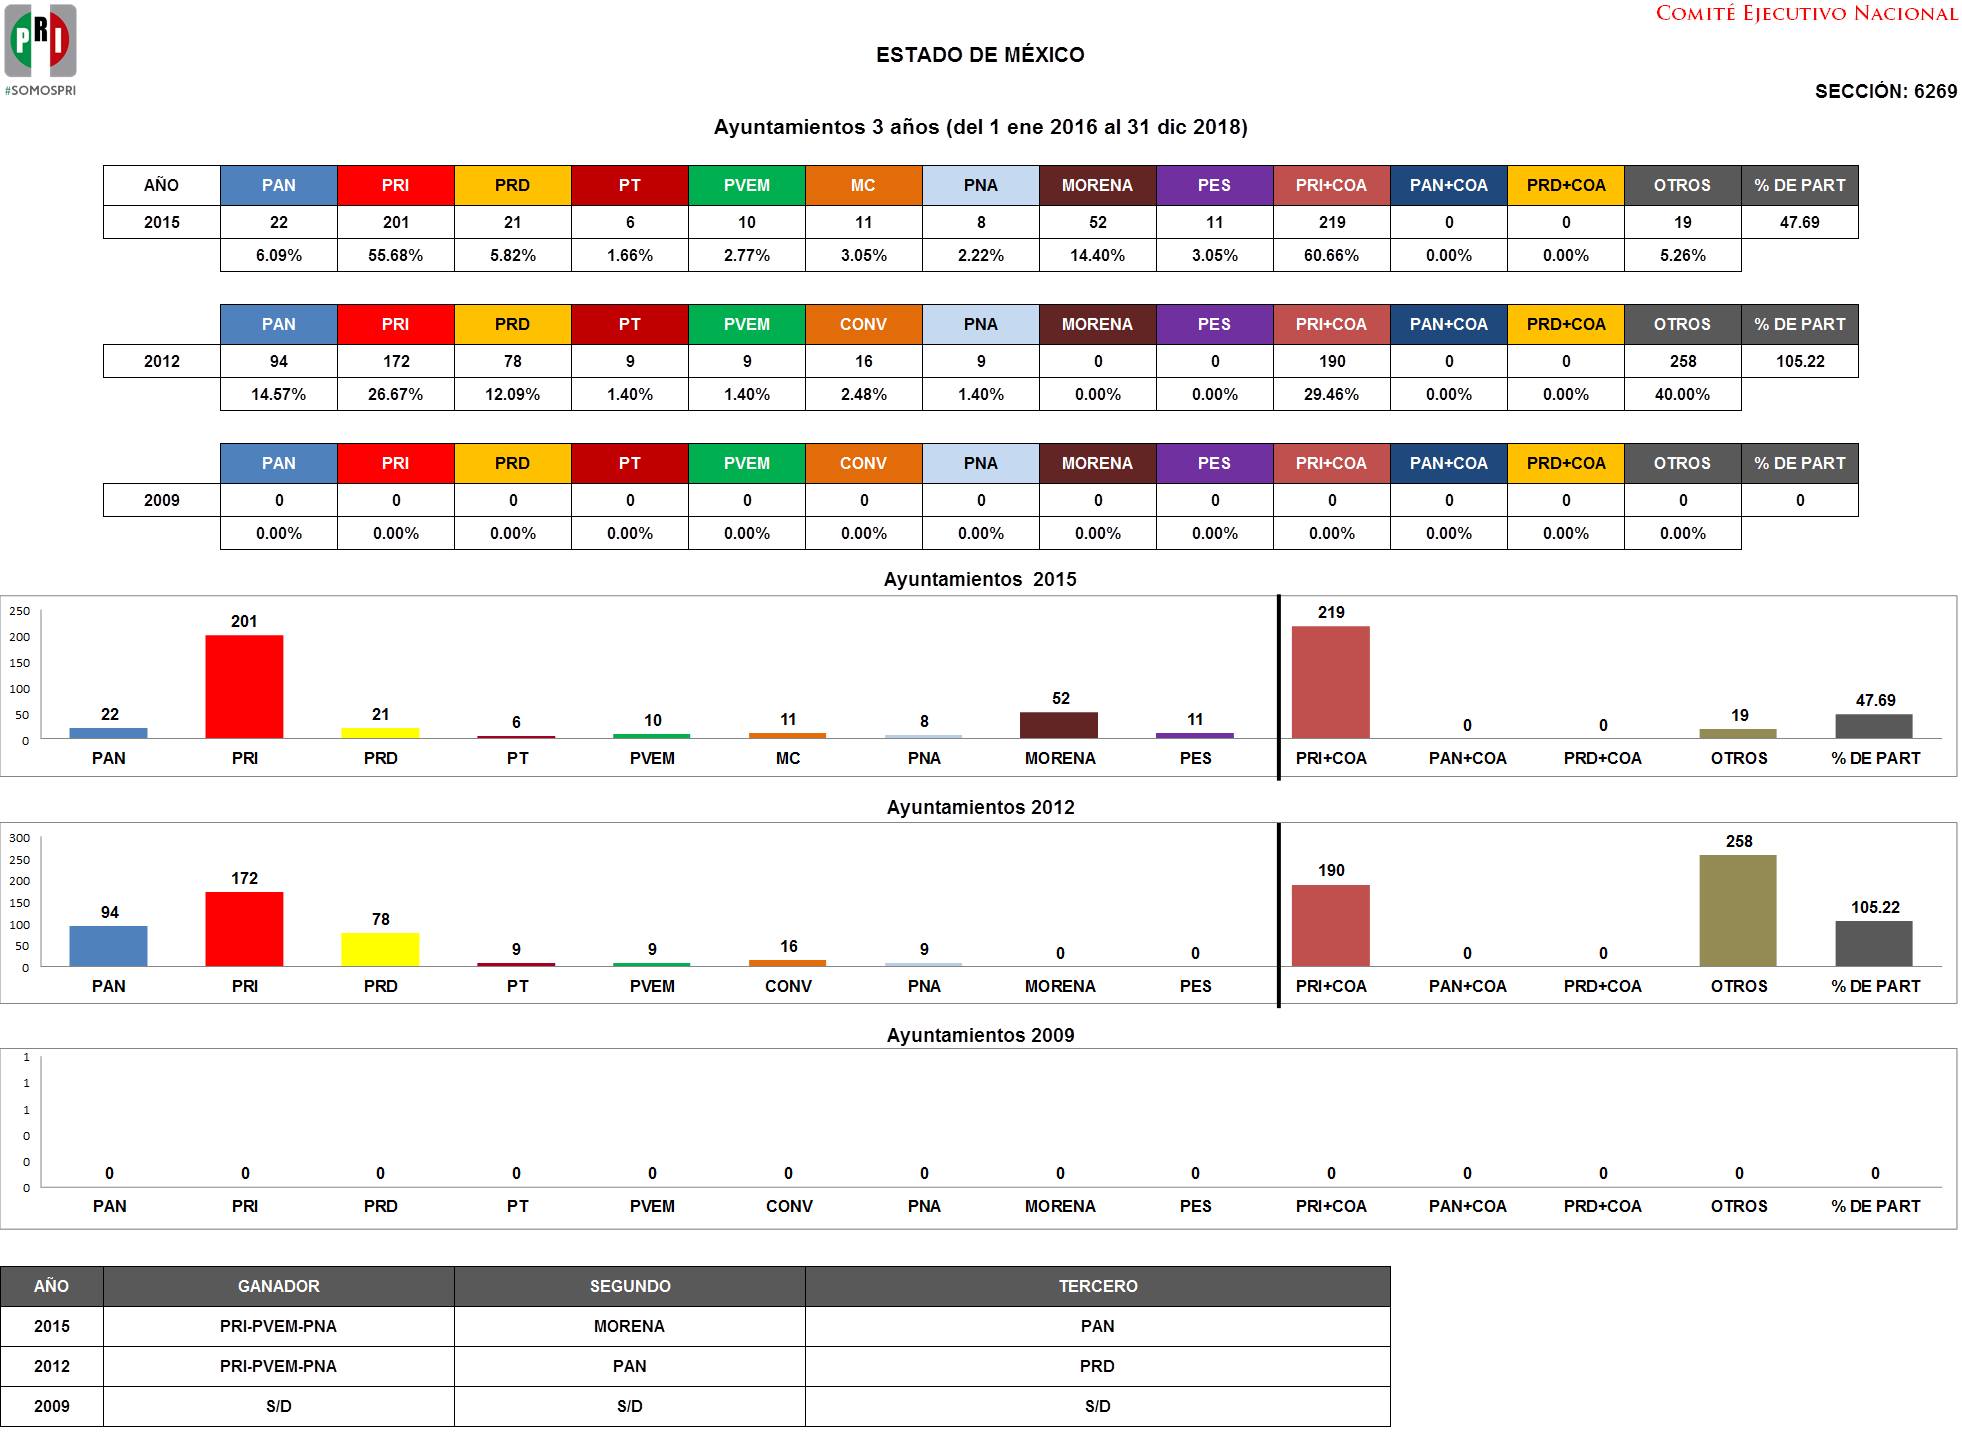 PRI
#SOMOSPRI
COMITÉ EJECUTIVO NACIONAL
ESTADO DE MÉXICO
SECCIÓN: 6269
Ayuntamientos 3 años (del 1 ene 2016 al 31 dic 2018)
AÑO PAN PRI PRD PT PVEM MC PNA MORENA PES PRI+COA PAN+COA PRD+COA OTROS % DE PART
2015 22 201 21 6 10 11 8 52 11 219 0 0 19 47.69
6.09% 55.68% 5.82% 1.66% 2.77% 3.05% 2.22% 14.40% 3.05% 60.66% 0.00% 0.00% 5.26%
PAN PRI PRD PT PVEM CONV PNA MORENA PES PRI+COA PAN+COA PRD+COA OTROS % DE PART
2012 94 172 78 9 9 16 9 0 0 190 0 0 258 105.22
14.57% 26.67% 12.09% 1.40% 1.40% 2.48% 1.40% 0.00% 0.00% 29.46% 0.00% 0.00% 40.00%
PAN PRI PRD PT PVEM CONV PNA MORENA PES PRI+COA PAN+COA PRD+COA OTROS % DE PART
2009 0 0 0 0 0 0 0 0 0 0 0 0 0 0
0.00% 0.00% 0.00% 0.00% 0.00% 0.00% 0.00% 0.00% 0.00% 0.00% 0.00% 0.00% 0.00%
Ayuntamientos 2015
250
200
150
100
50
0
22 201 21 6 10 11 8 52 11 219 0 0 19 47.69
PAN PRI PRD PT PVEM MC PNA MORENA PES PRI+COA PAN+COA PRD+COA OTROS % DE PART
Ayuntamientos 2012
300
250
200
150
100
50
0
94 172 78 9 9 16 9 0 0 190 0 0 258 105.22
PAN PRI PRD PT PVEM CONV PNA MORENA PES PRI+COA PAN+COA PRD+COA OTROS % DE PART
Ayuntamientos 2009
1
1
1
0
0
0
0 0 0 0 0 0 0 0 0 0 0 0 0 0
PAN PRI PRD PT PVEM CONV PNA MORENA PES PRI+COA PAN+COA PRD+COA OTROS % DE PART
AÑO GANADOR SEGUNDO TERCERO
2015 PRI-PVEM-PNA MORENA PAN
2012 PRI-PVEM-PNA PAN PRD
2009 S/D S/D S/D